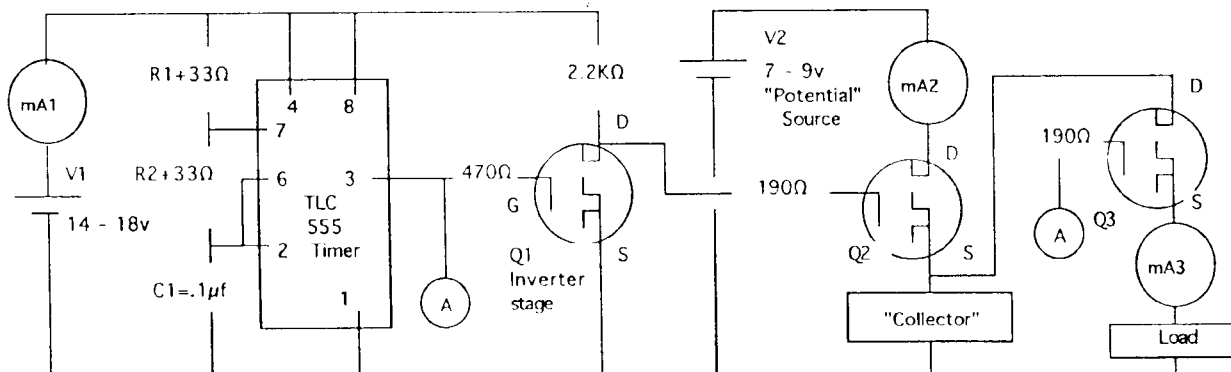 mA1
V1
14 - 18v
R1+33Ω
R2+33Ω
C1=.1µf
4
8
7
6
3
2
1
TLC
555
Timer
A
470Ω
2.2KΩ
D
G
S
Q1
Inverter
stage
V2
7 - 9v
"Potential"
Source
190Ω
mA2
D
Q2
S
"Collector"
190Ω
A
D
S
Q3
mA3
Load